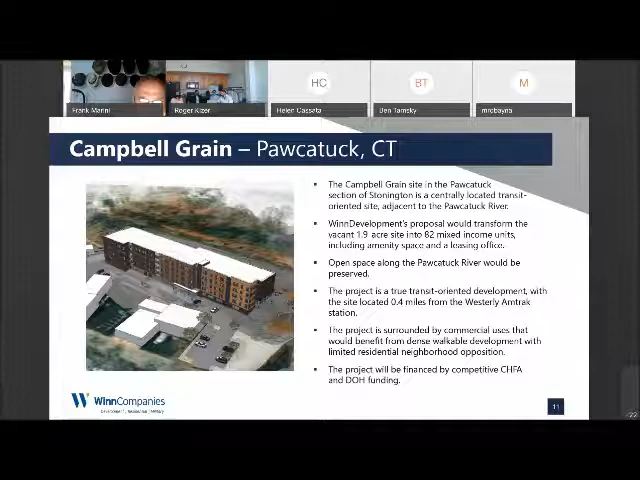 HC
BT
M
Frank Marini
Roger Kizer
Helen Cassata
Ben Tamsky
mrobayna
Campbell Grain – Pawcatuck, CT
▪ The Campbell Grain site in the Pawcatuck
section of Stonington is a centrally located transit-
oriented site, adjacent to the Pawcatuck River.
▪ WinnDevelopment's proposal would transform the
vacant 1.9 acre site into 82 mixed income units,
including amenity space and a leasing office.
▪ Open space along the Pawcatuck River would be
preserved.
▪ The project is a true transit-oriented development, with
the site located 0.4 miles from the Westerly Amtrak
station.
▪ The project is surrounded by commercial uses that
would benefit from dense walkable development with
limited residential neighborhood opposition.
▪ The project will be financed by competitive CHFA
and DOH funding.
WinnCompanies
11